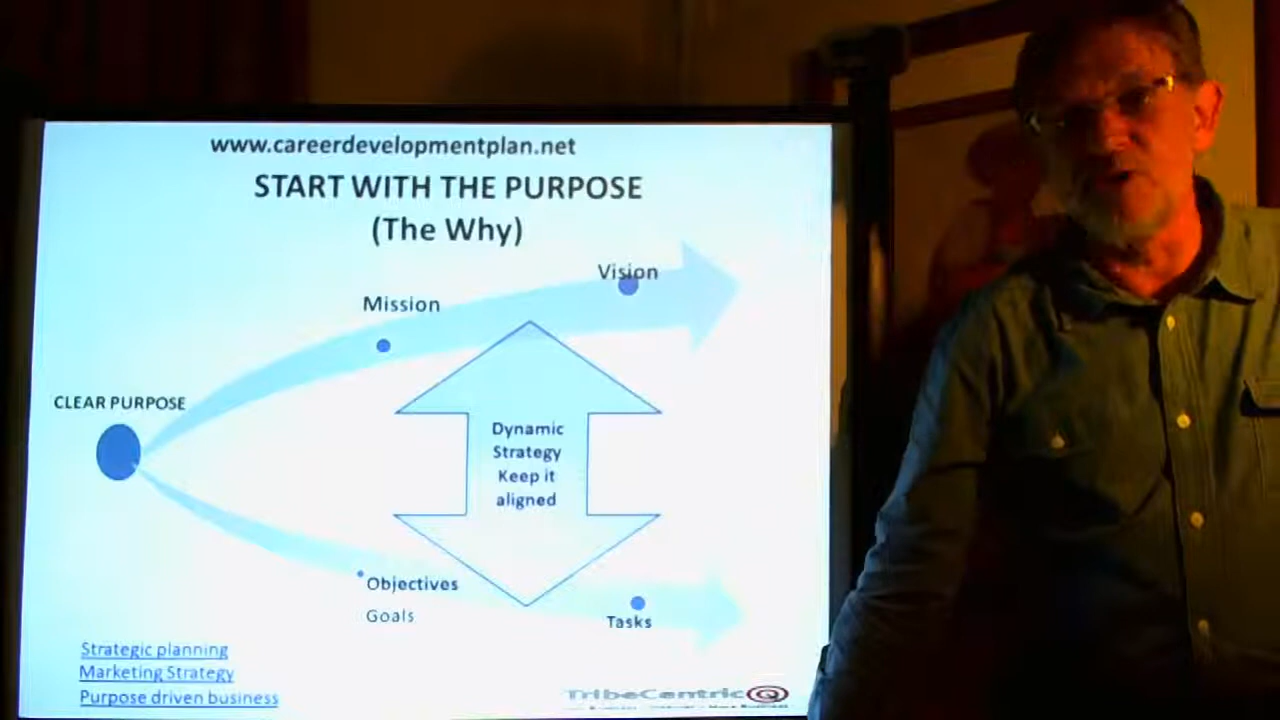 www.careerdevelopmentplan.net
START WITH THE PURPOSE
(The Why)
Vision
Mission
CLEAR PURPOSE
Dynamic
Strategy
Keep it
aligned
Objectives
Goals
Tasks
Strategic planning
Marketing Strategy
Purpose driven business
TribeCentric